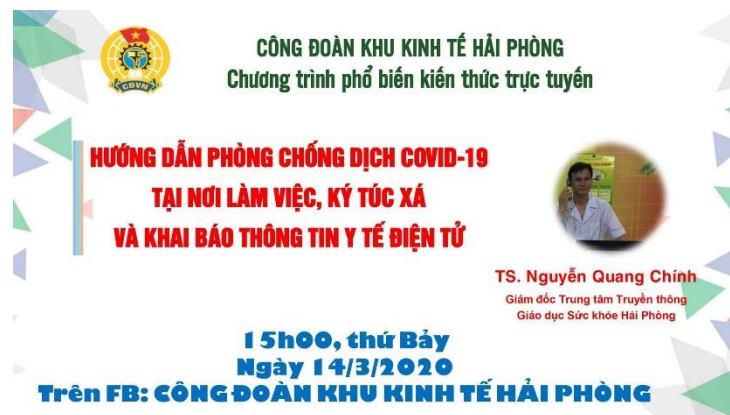 CÔNG ĐOÀN KHU KINH TẾ HẢI PHÒNG
Chương trình phổ biến kiến thức trực tuyến
CĐVN
HƯỚNG DẪN PHÒNG CHỐNG DỊCH COVID-19
TẠI NƠI LÀM VIỆC, KÝ TÚC XÁ
VÀ KHAI BÁO THÔNG TIN Y TẾ ĐIỆN TỬ
TS. Nguyễn Quang Chính
Giám đốc Trung tâm Truyền thông
Giáo dục Sức khỏe Hải Phòng
15h00, thứ Bảy
Ngày 14/3/2020
Trên FB: CÔNG ĐOÀN KHU KINH TẾ HẢI PHÒNG